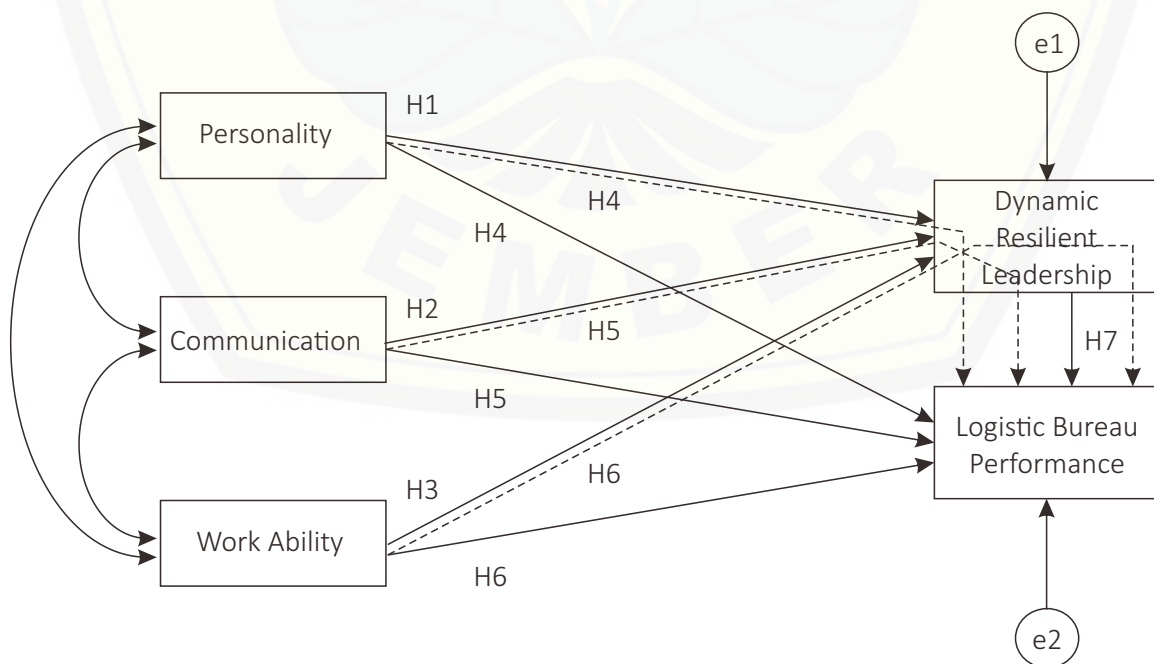 e1
H1
Personality
Dynamic
Resilient
Leadership
H4
H4
H2
Communication
H5
H7
H5
Logistic Bureau
Performance
H3
H6
Work Ability
H6
e2
JEMBER